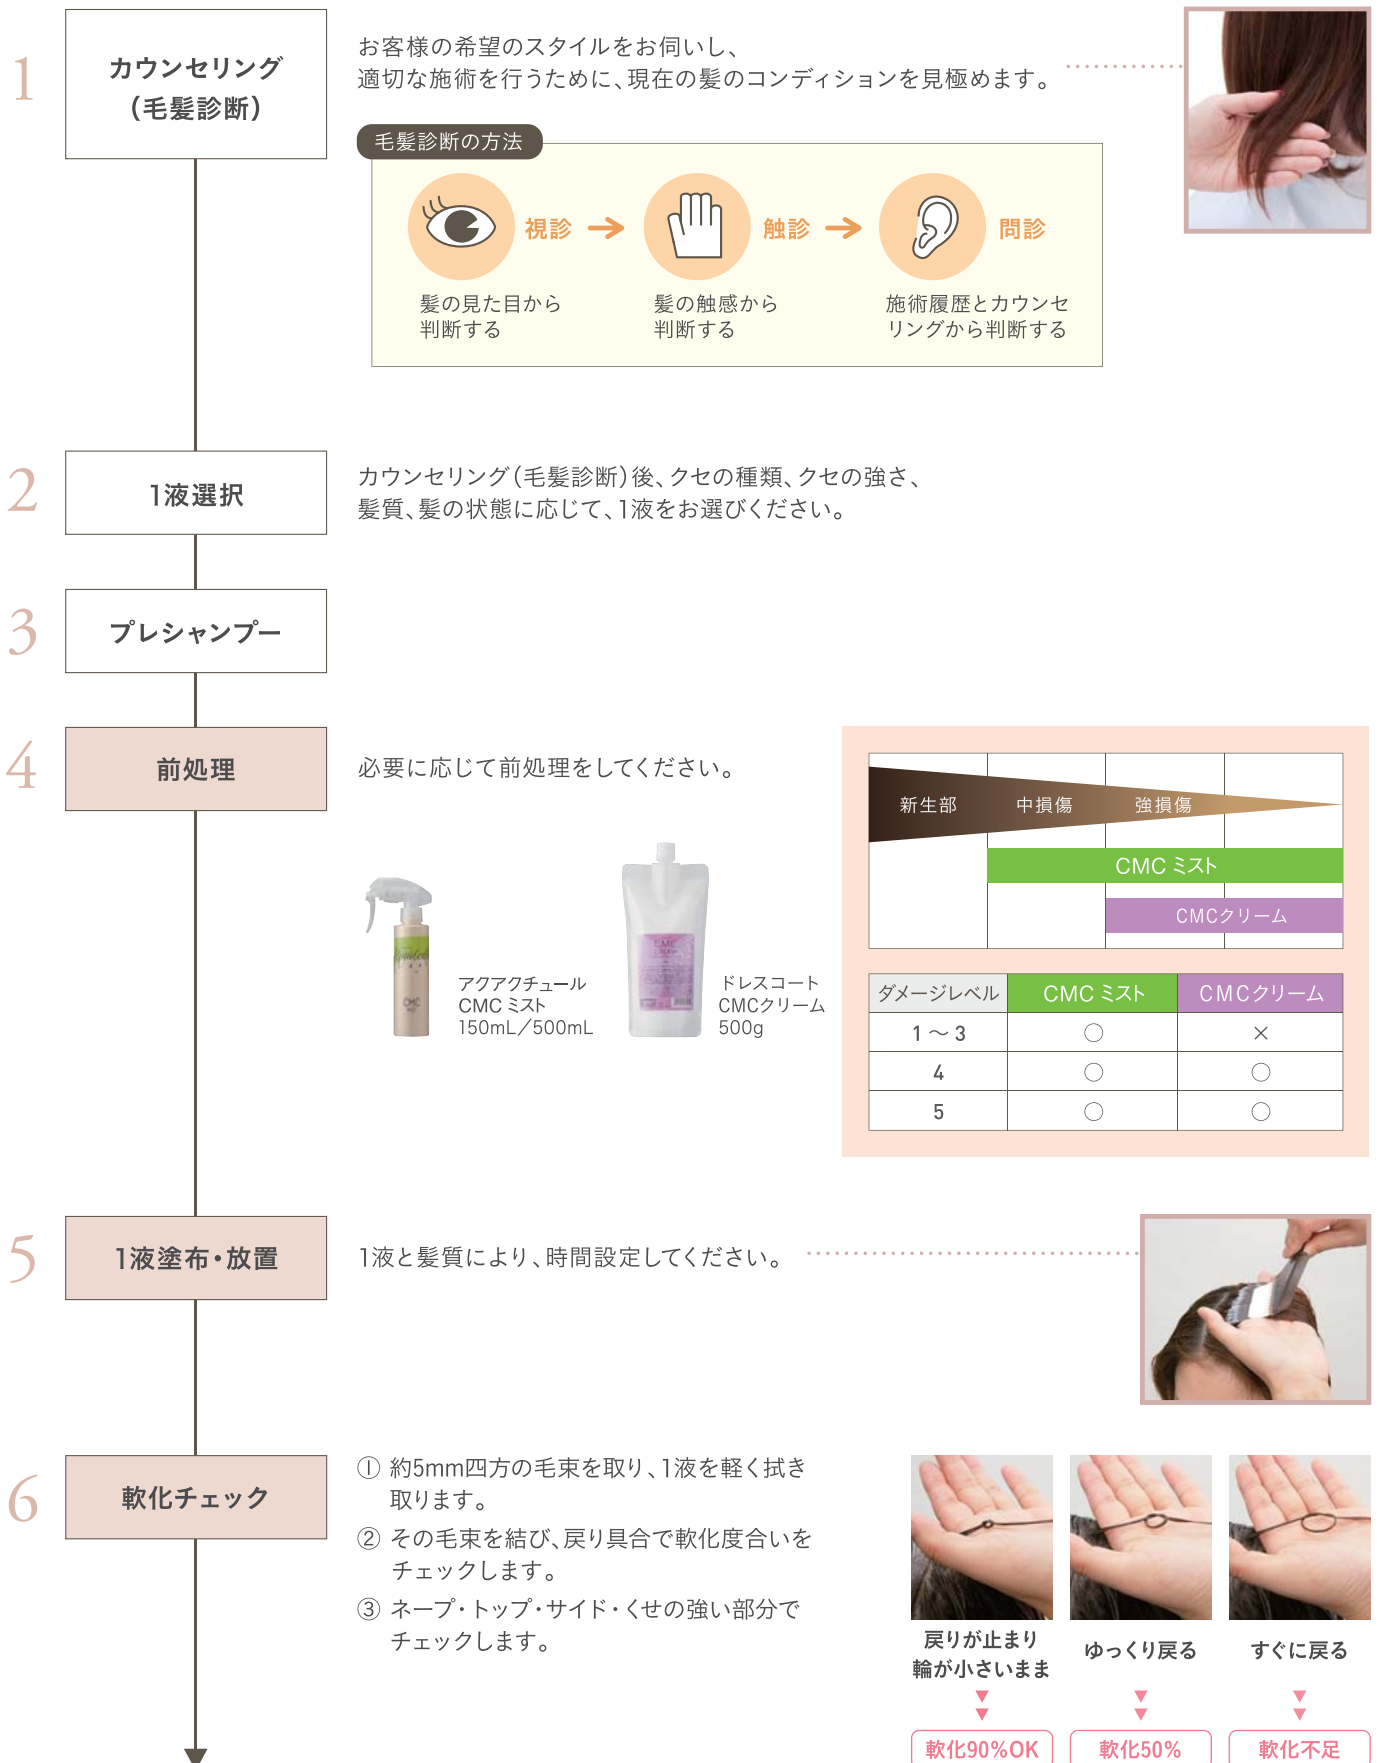 1
カウンセリング
（毛髪診断）
お客様の希望のスタイルをお伺いし、
適切な施術を行うために、現在の髪のコンディションを見極めます。
毛髪診断の方法
視診
触診
問診
髪の見た目から
判断する
髪の触感から
判断する
施術履歴とカウンセ
リングから判断する
2
1液選択
カウンセリング（毛髪診断）後、クセの種類、クセの強さ、
髪質、髪の状態に応じて、1液をお選びください。
3
プレシャンプー
4
前処理
必要に応じて前処理をしてください。
CMC
アクアクチュール
CMC ミスト
150mL／500mL
CMC
ドレスコート
CMCクリーム
500g
新生部 中損傷 強損傷
CMC ミスト
CMCクリーム
ダメージレベル CMC ミスト CMCクリーム
1 〜 3 ○ ×
4 ○ ○
5 ○ ○
5
1液塗布・放置
1液と髪質により、時間設定してください。
6
軟化チェック
① 約5mm四方の毛束を取り、1液を軽く拭き
取ります。
② その毛束を結び、戻り具合で軟化度合いを
チェックします。
③ ネープ・トップ・サイド・くせの強い部分で
チェックします。
戻りが止まり
輪が小さいまま
ゆっくり戻る
すぐに戻る
軟化90%OK
軟化50%
軟化不足